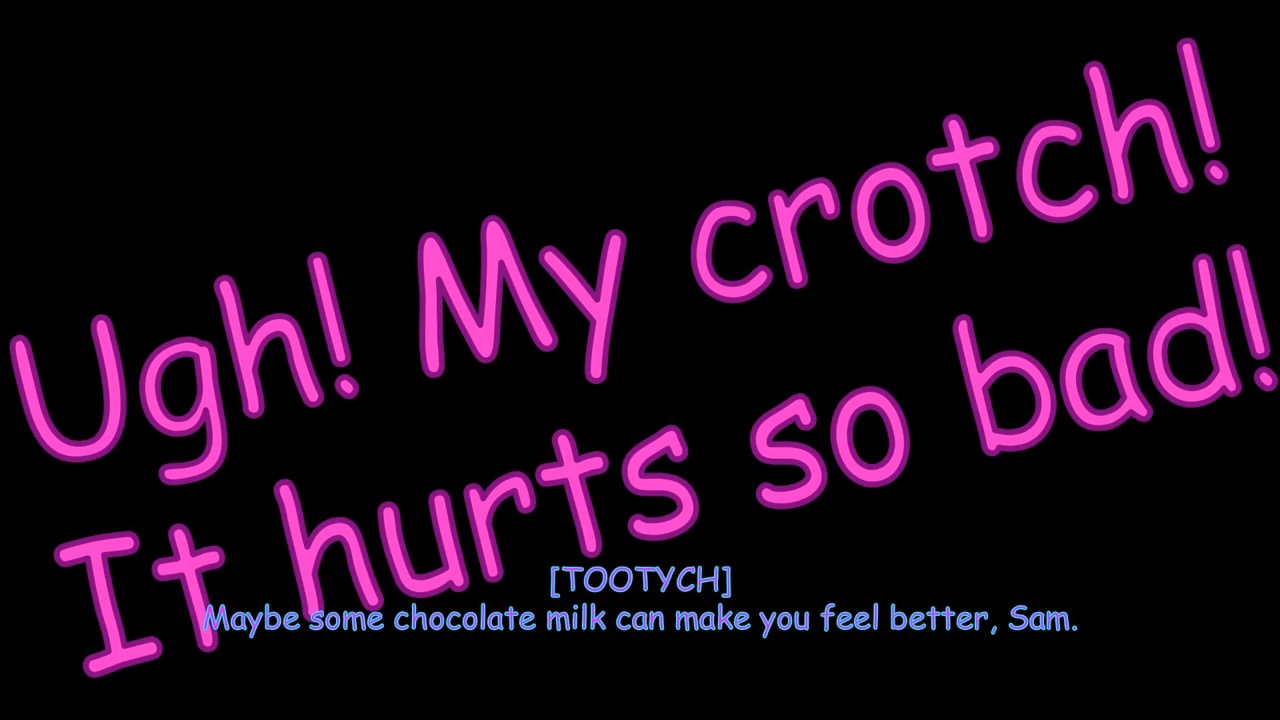 Ugh! My crotch!
It hurts so bad!
[TOOTYCH]
Maybe some chocolate milk can make you feel better, Sam.